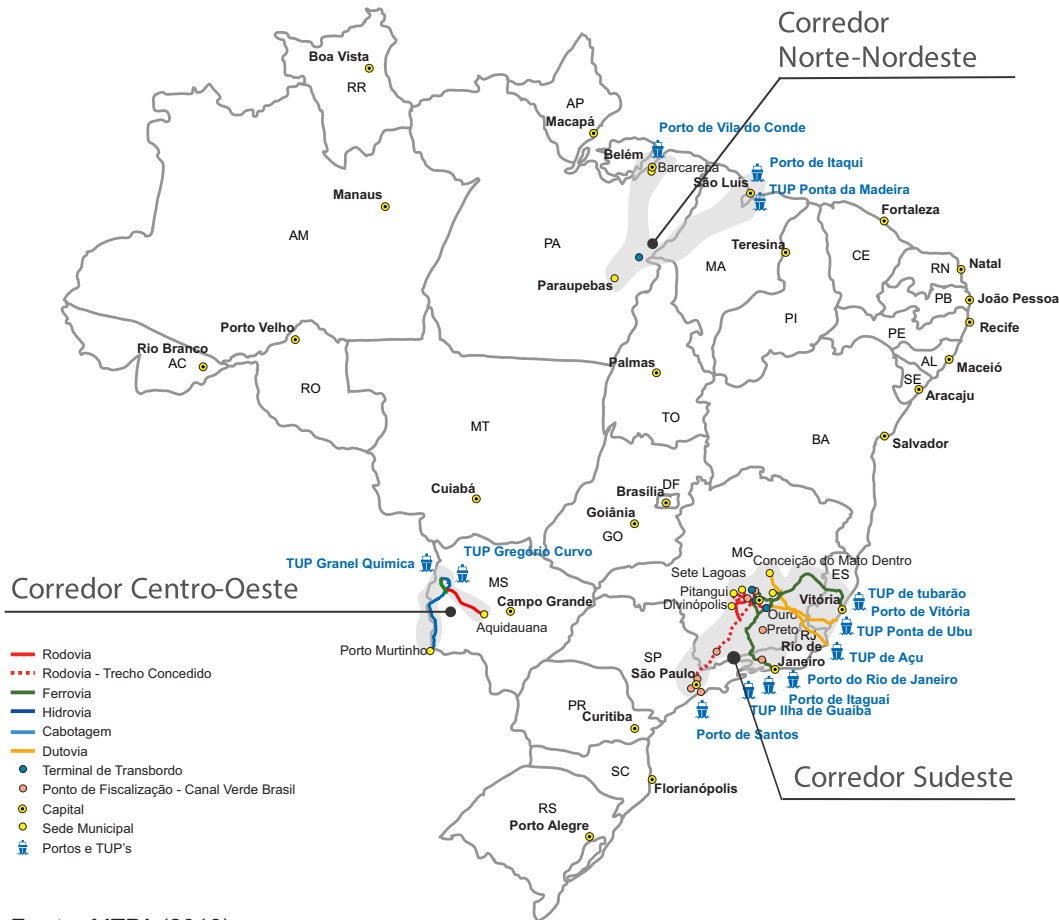 Corredor
Norte-Nordeste
Boa Vista
RR
AP
Macapá
Porto de Vila do Conde
Belém
Barcarena
Porto de Itaqui
São Luís
TUP Ponta da Madeira
Manaus
Fortaleza
AM
PA
Teresina
CE
MA
RN
Natal
Paraupebas
PB
João Pessoa
PI
Recife
Porto Velho
PE
Rio Branco
AC
Palmas
AL
Maceió
RO
SE
Aracaju
TO
MT
BA
Salvador
Cuiabá
Brasília
DF
Goiânia
GO
TUP Gregório Curvo
TUP Granel Química
MG
Conceição do Mato Dentro
Corredor Centro-Oeste
MS
Sete Lagoas
ES
Pitangui
Vitória
TUP de tubarão
Campo Grande
Divinópolis
Porto de Vitória
Aquidauana
Ouro
Preto
TUP Ponta de Ubu
RJ
Porto Murtinho
Rio de
Janeiro
TUP de Açu
SP
São Paulo
Porto do Rio de Janeiro
Porto de Itaguaí
TUP Ilha de Guaíba
PR
Curitiba
Porto de Santos
Corredor Sudeste
SC
Florianópolis
RS
Porto Alegre
Rodovia
Rodovia - Trecho Concedido
Ferrovia
Hidrovia
Cabotagem
Dutovia
Terminal de Transbordo
Ponto de Fiscalização - Canal Verde Brasil
Capital
Sede Municipal
Portos e TUP's